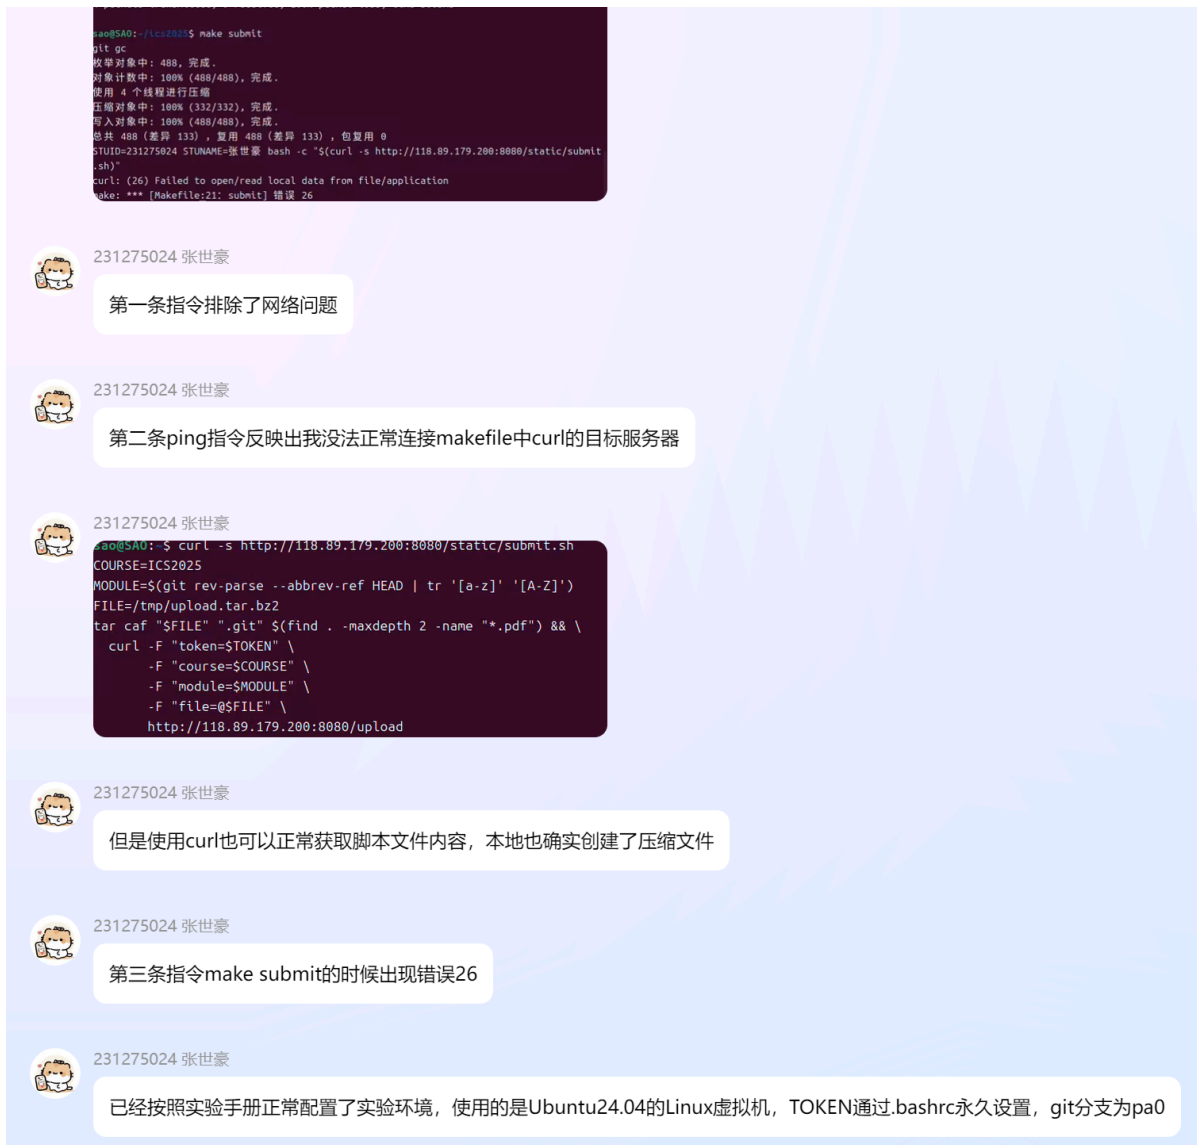 sao@SAO:~/ics2025$ make submit
git gc
枚举对象中: 488, 完成.
对象计数中: 100% (488/488), 完成.
使用 4 个线程进行压缩
压缩对象中: 100% (332/332), 完成.
写入对象中: 100% (488/488), 完成.
总共 488（差异 133），复用 488（差异 133），包复用 0
STUID=231275024 STUNAME=张世豪 bash -c "$(curl -s http://118.89.179.200:8080/static/submit
.sh)"
curl: (26) Failed to open/read local data from file/application
make: *** [Makefile:21: submit] 错误 26
231275024 张世豪
第一条指令排除了网络问题
231275024 张世豪
第二条ping指令反映出我没法正常连接makefile中curl的目标服务器
231275024 张世豪
sao@SAO:~$ curl -s http://118.89.179.200:8080/static/submit.sh
COURSE=ICS2025
MODULE=$(git rev-parse --abbrev-ref HEAD | tr '[a-z]' '[A-Z]')
FILE=/tmp/upload.tar.bz2
tar caf "$FILE" ".git" $(find . -maxdepth 2 -name "*.pdf") && \
curl -F "token=$TOKEN" \
-F "course=$COURSE" \
-F "module=$MODULE" \
-F "file=@$FILE" \
http://118.89.179.200:8080/upload
231275024 张世豪
但是使用curl也可以正常获取脚本文件内容，本地也确实创建了压缩文件
231275024 张世豪
第三条指令make submit的时候出现错误26
231275024 张世豪
已经按照实验手册正常配置了实验环境，使用的是Ubuntu24.04的Linux虚拟机，TOKEN通过.bashrc永久设置，git分支为pa0